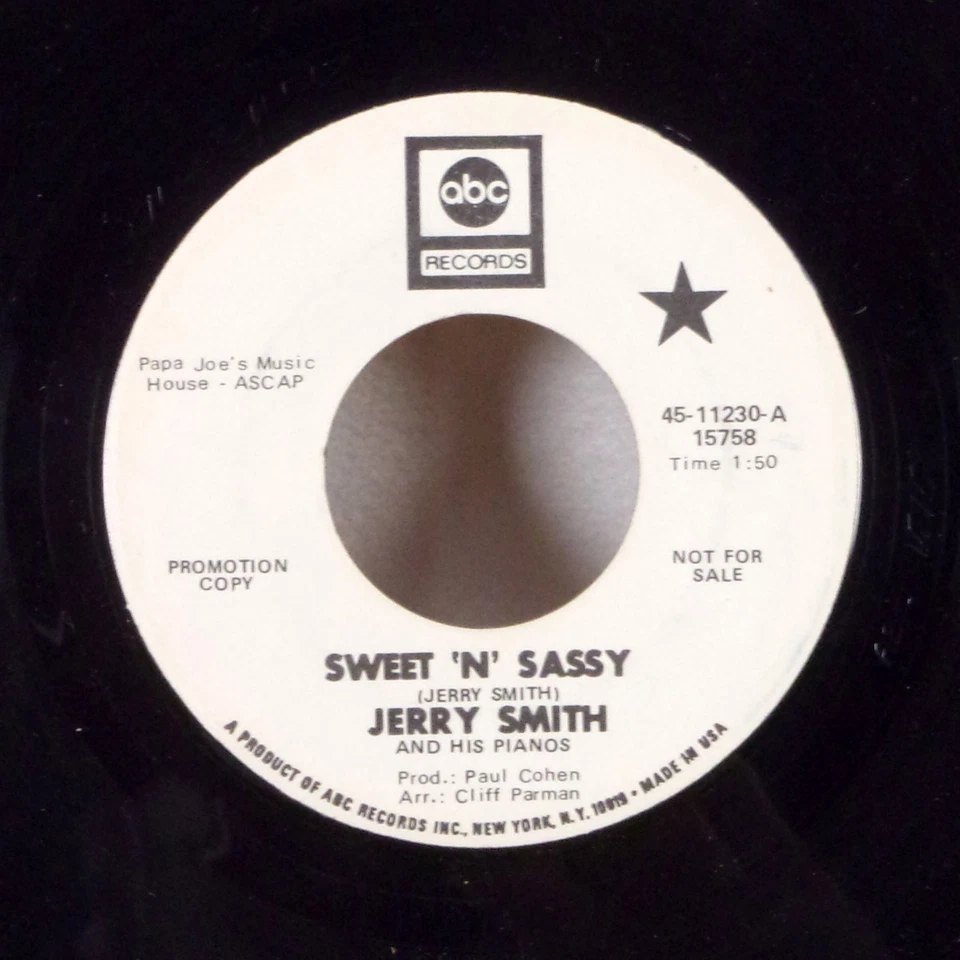 abc
RECORDS
Papa Joe's Music
House - ASCAP
45-11230-A
15758
Time 1:50
PROMOTION
COPY
NOT FOR
SALE
SWEET 'N' SASSY
(JERRY SMITH)
JERRY SMITH
AND HIS PIANOS
Prod.: Paul Cohen
Arr.: Cliff Parman
A PRODUCT OF ABC RECORDS INC., NEW YORK, N.Y. 10019 • MADE IN USA